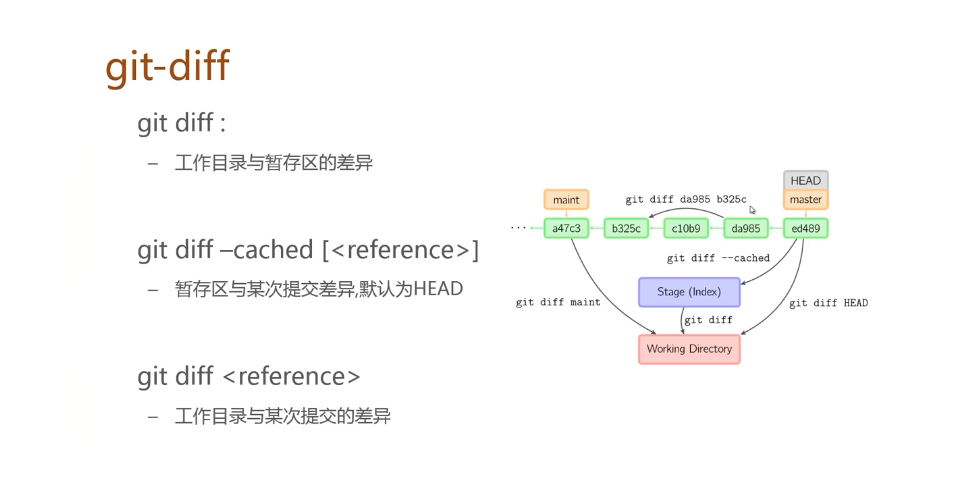 git-diff
git diff :
– 工作目录与暂存区的差异
git diff –cached [<reference>]
– 暂存区与某次提交差异,默认为HEAD
git diff <reference>
– 工作目录与某次提交的差异
HEAD
maint
git diff da985 b325c
master
...
a47c3
b325c
c10b9
da985
ed489
git diff --cached
Stage (Index)
git diff maint
git diff HEAD
git diff
Working Directory